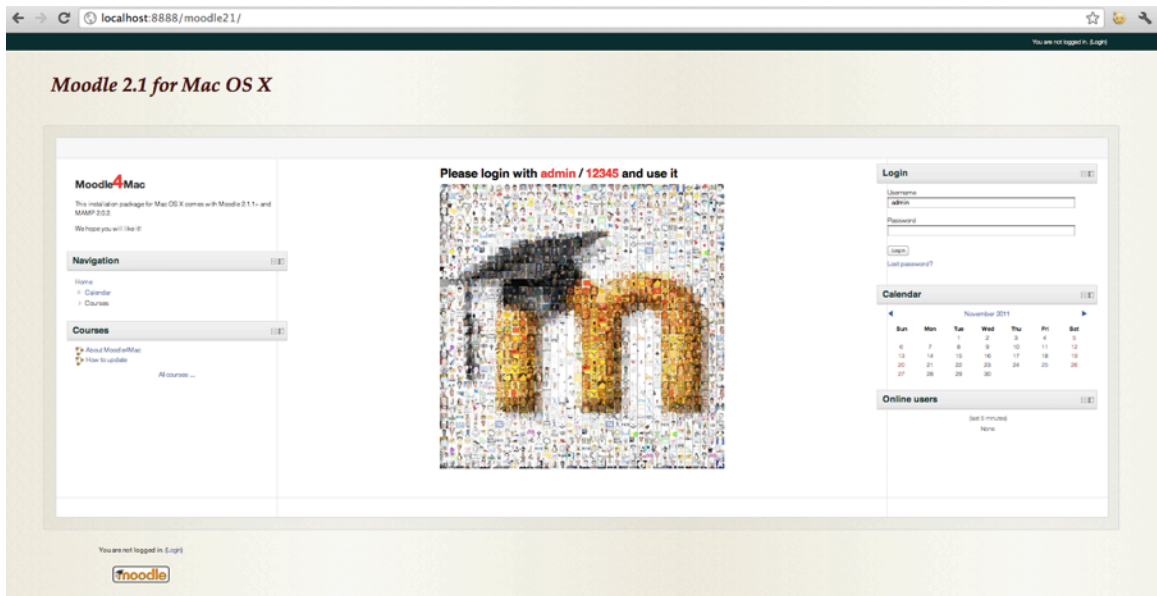 localhost:8888/moodle21/
You are not logged in. (Login)
Moodle 2.1 for Mac OS X
Moodle4Mac
This installation package for Mac OS X comes with Moodle 2.1.1+ and
MAMP 2.0.2.
We hope you will like it!
Navigation
Home
Calendar
Courses
Courses
About Moodle4Mac
How to update
All courses ...
Please login with admin / 12345 and use it
Login
Username
admin
Password
Login
Lost password?
Calendar
November 2011
Sun Mon Tue Wed Thu Fri Sat
1 2 3 4 5
6 7 8 9 10 11 12
13 14 15 16 17 18 19
20 21 22 23 24 25 26
27 28 29 30
Online users
(last 5 minutes)
None
You are not logged in. (Login)
moodle